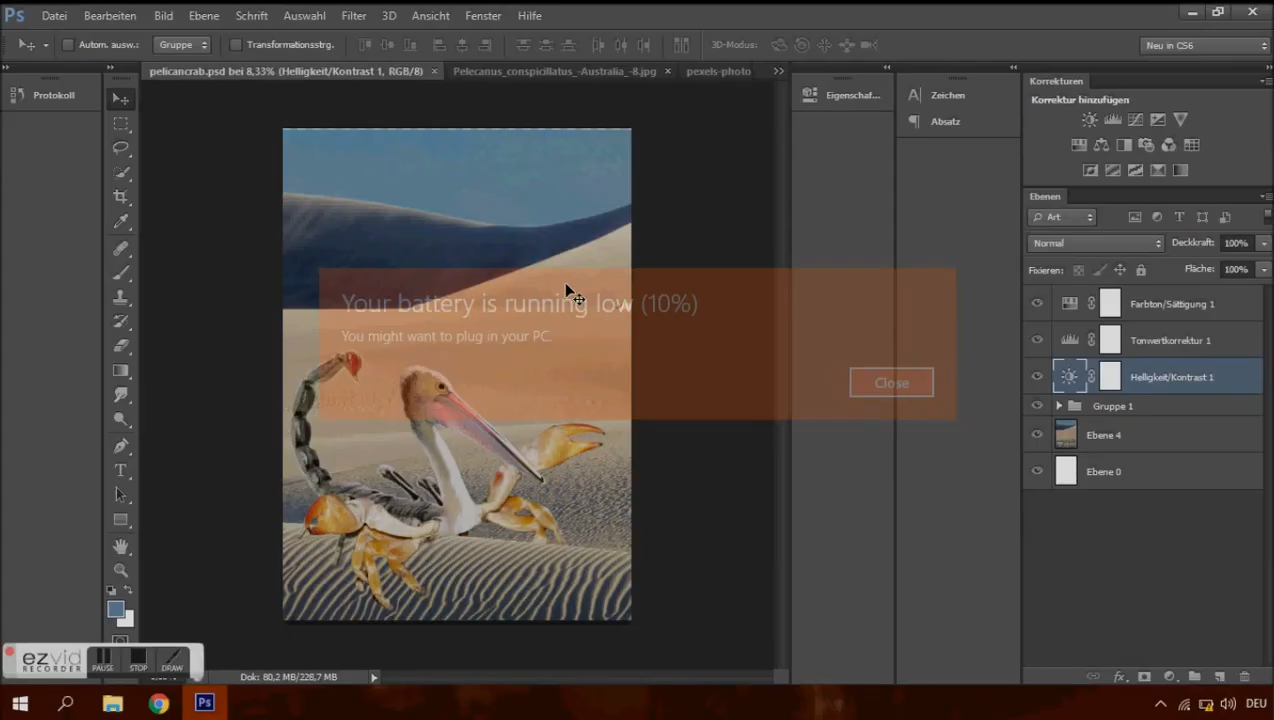 Ps Datei Bearbeiten Bild Ebene Schrift Auswahl Filter 3D Ansicht Fenster Hilfe
Autom. ausw.: Gruppe Transformationsstrg. 3D-Modus: Neu in CS6
pelicancrab.psd bei 8,33% (Helligkeit/Kontrast 1, RGB/8) × Pelecanus_conspicillatus_-Australia_-8.jpg × pexels-photo
Protokoll
Eigenschaf...
Zeichen
Absatz
Korrekturen
Korrektur hinzufügen
Ebenen
Art
Normal Deckkraft: 100%
Fixieren: Fläche: 100%
Farbton/Sättigung 1
Tonwertkorrektur 1
Helligkeit/Kontrast 1
Gruppe 1
Ebene 4
Ebene 0
Your battery is running low (10%)
You might want to plug in your PC.
Close
ezvid
RECORDER
PAUSE STOP DRAW
Dok: 80,2 MB/228,7 MB
Ps
DEU